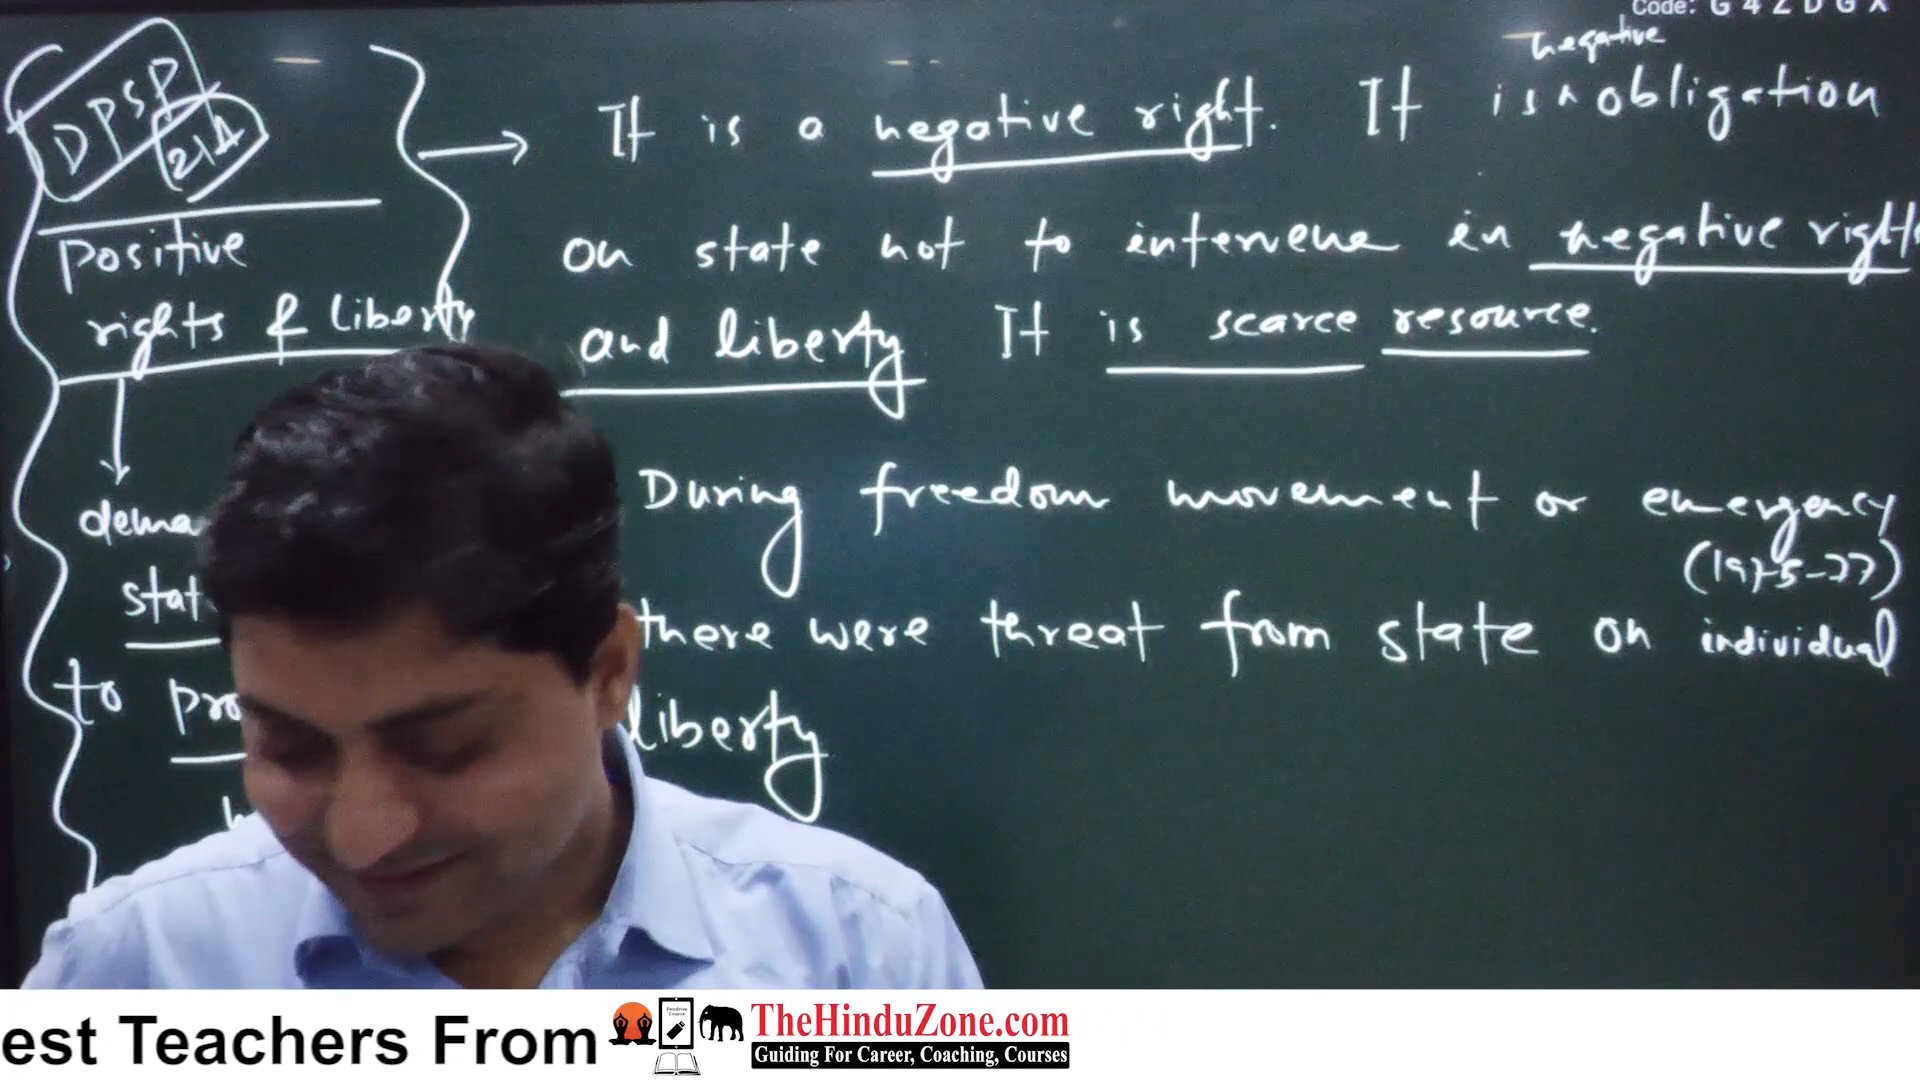 Code: G 4 Z D G X
DPSP
21A
positive
rights & liberty
dema
stat
to pro
negative
It is a negative right. It is ^ obligation
on state not to intervene in negative rights
and liberty It is scarce resource.
During freedom movement or emergency
(1975-77)
there were threat from state on individual
liberty
est Teachers From
TheHinduZone.com
Guiding For Career, Coaching, Courses